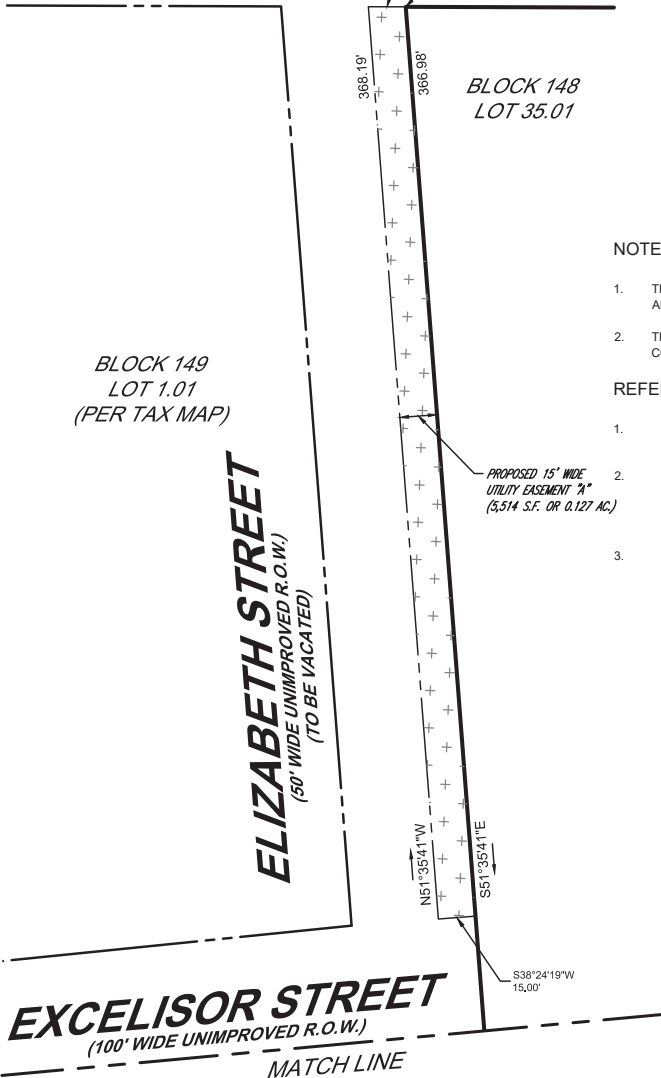 368.19'
366.98'
BLOCK 148
LOT 35.01
NOTE
1.
2.
BLOCK 149
LOT 1.01
(PER TAX MAP)
REFE
1.
2.
3.
PROPOSED 15' WIDE
UTILITY EASEMENT "A"
(5,514 S.F. OR 0.127 AC.)
ELIZABETH STREET
(50' WIDE UNIMPROVED R.O.W.)
(TO BE VACATED)
N51°35'41"W
S51°35'41"E
S38°24'19"W
15.00'
EXCELISOR STREET
(100' WIDE UNIMPROVED R.O.W.)
MATCH LINE